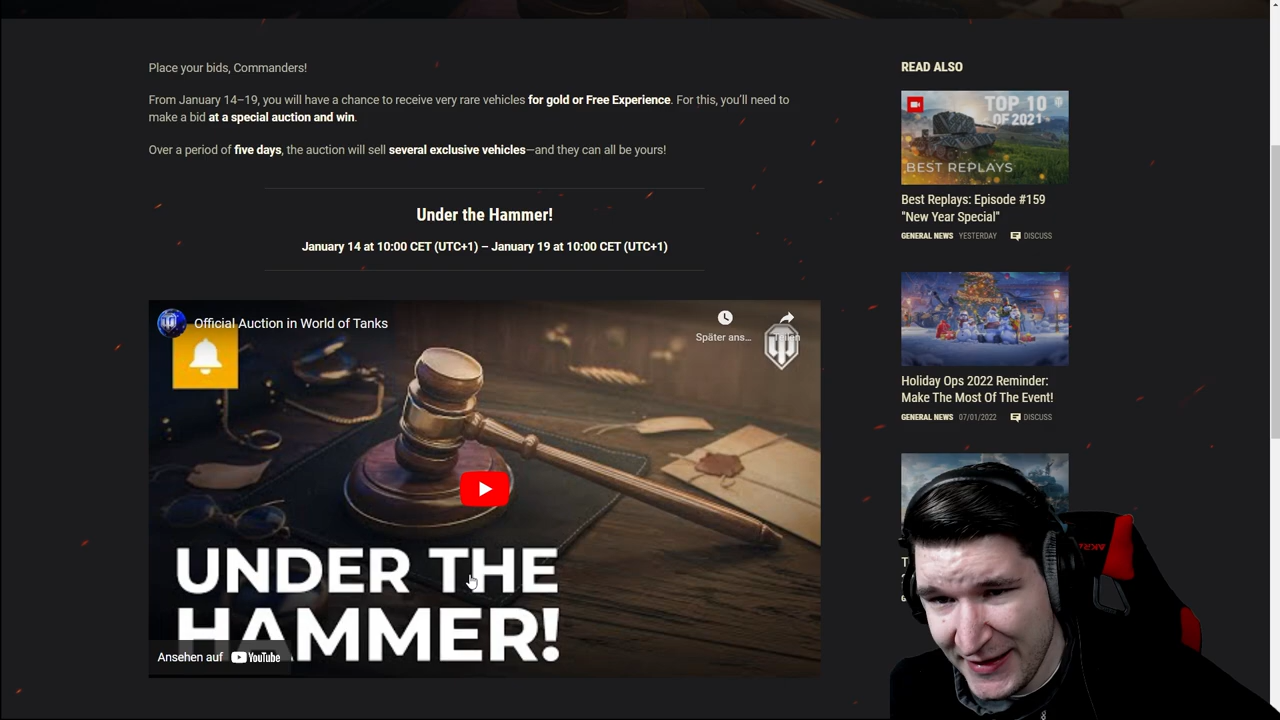 Place your bids, Commanders!
From January 14–19, you will have a chance to receive very rare vehicles for gold or Free Experience. For this, you’ll need to
make a bid at a special auction and win.
Over a period of five days, the auction will sell several exclusive vehicles—and they can all be yours!
Under the Hammer!
January 14 at 10:00 CET (UTC+1) – January 19 at 10:00 CET (UTC+1)
Official Auction in World of Tanks
Später ans...
Teilen
UNDER THE
HAMMER!
Ansehen auf YouTube
READ ALSO
TOP 10
OF 2021
BEST REPLAYS
Best Replays: Episode #159
"New Year Special"
GENERAL NEWS YESTERDAY DISCUSS
Holiday Ops 2022 Reminder:
Make The Most Of The Event!
GENERAL NEWS 07/01/2022 DISCUSS